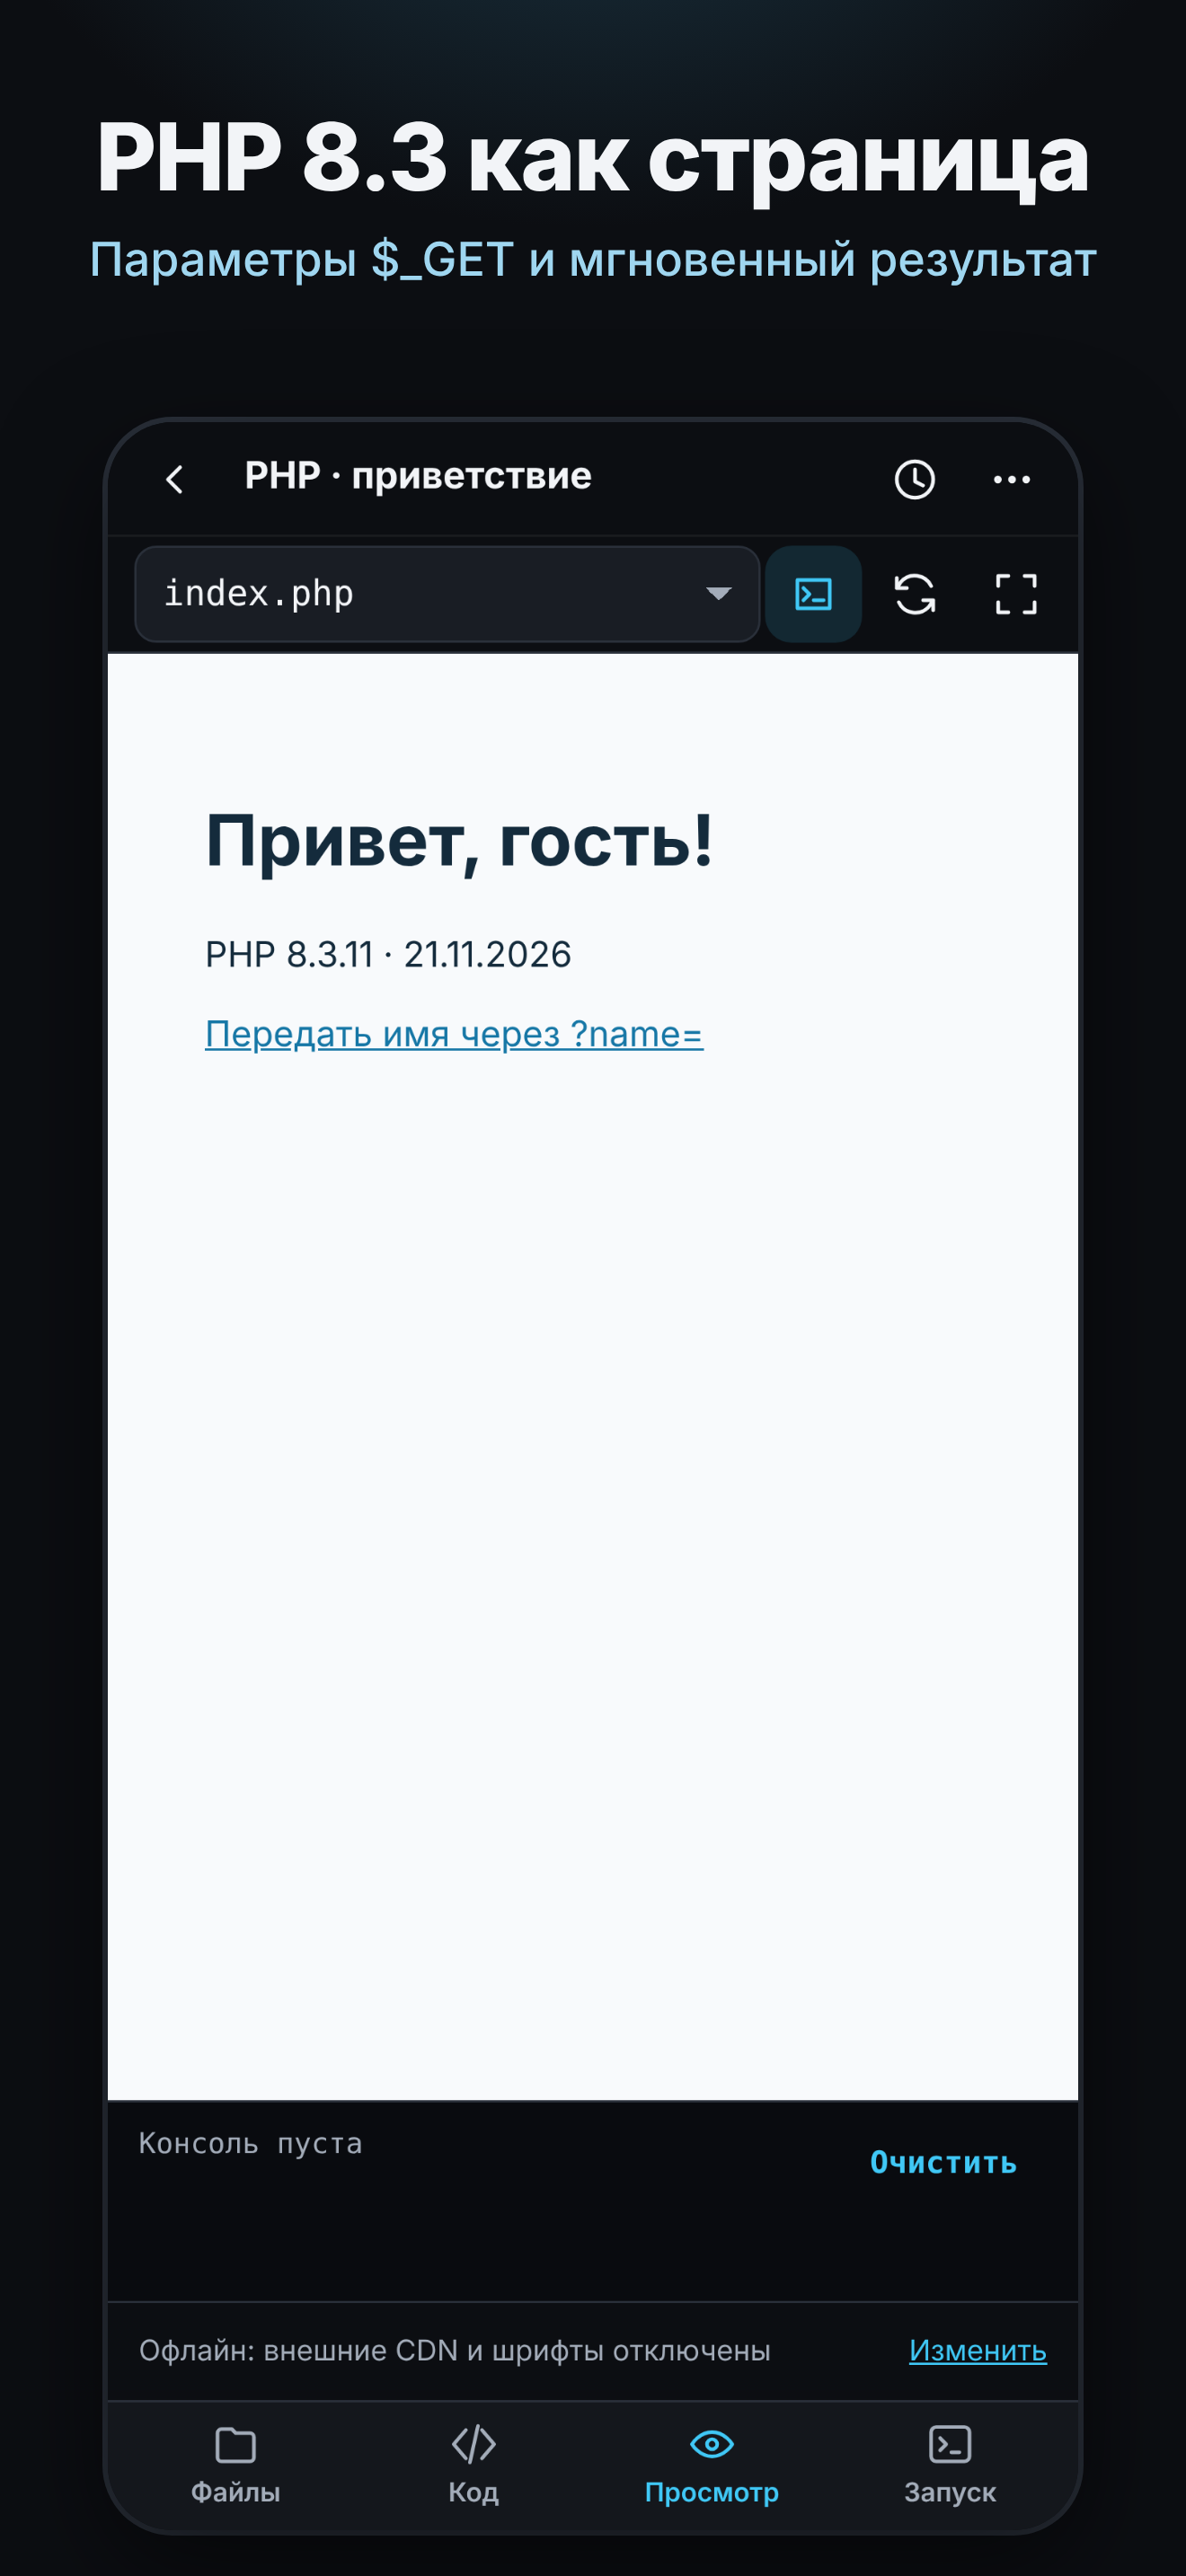 PHP 8.3 как страница
Параметры $_GET и мгновенный результат
PHP · приветствие
index.php
Привет, гость!
PHP 8.3.11 · 21.11.2026
Передать имя через ?name=
Консоль пуста
Очистить
Офлайн: внешние CDN и шрифты отключены
Изменить
Файлы
Код
Просмотр
Запуск